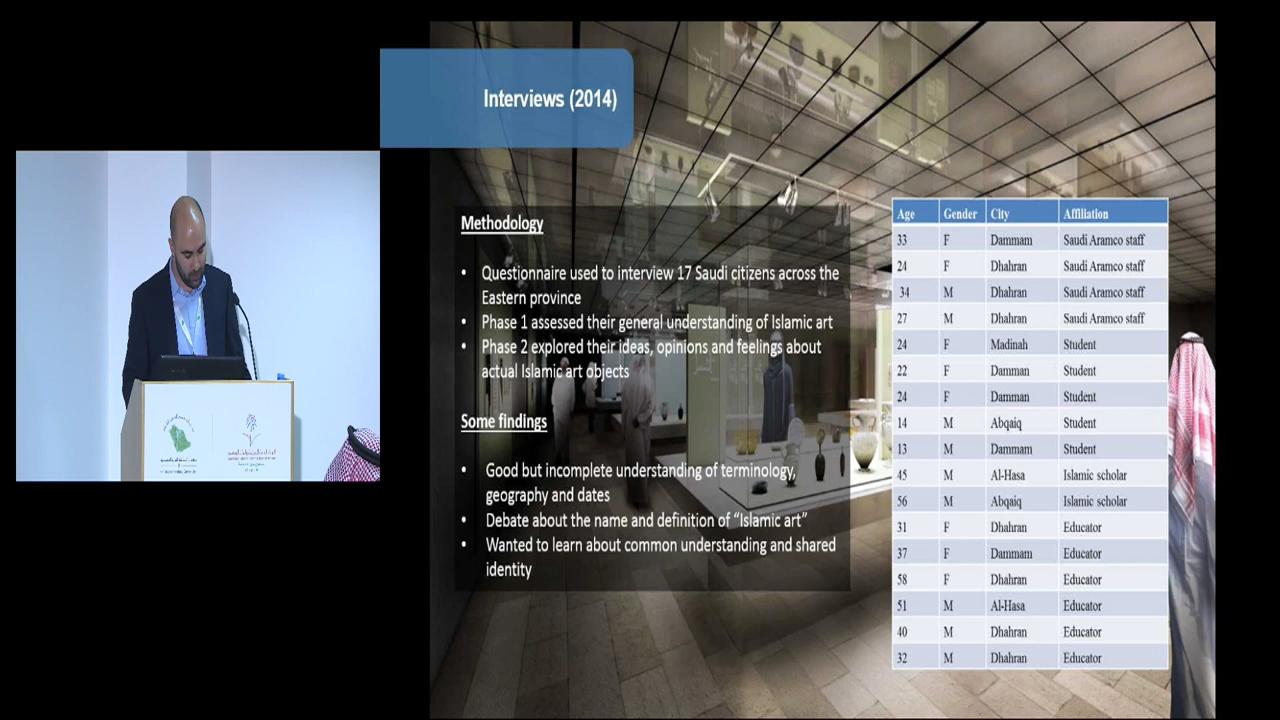 Interviews (2014)
Methodology
• Questionnaire used to interview 17 Saudi citizens across the
Eastern province
• Phase 1 assessed their general understanding of Islamic art
• Phase 2 explored their ideas, opinions and feelings about
actual Islamic art objects
Some findings
• Good but incomplete understanding of terminology,
geography and dates
• Debate about the name and definition of “Islamic art”
• Wanted to learn about common understanding and shared
identity
Age Gender City Affiliation
33 F Dammam Saudi Aramco staff
24 F Dhahran Saudi Aramco staff
34 M Dhahran Saudi Aramco staff
27 M Dhahran Saudi Aramco staff
24 F Madinah Student
22 F Damman Student
24 F Damman Student
14 M Abqaiq Student
13 M Dammam Student
45 M Al-Hasa Islamic scholar
56 M Abqaiq Islamic scholar
31 F Dhahran Educator
37 F Dammam Educator
58 F Dhahran Educator
51 M Al-Hasa Educator
40 M Dhahran Educator
32 M Dhahran Educator